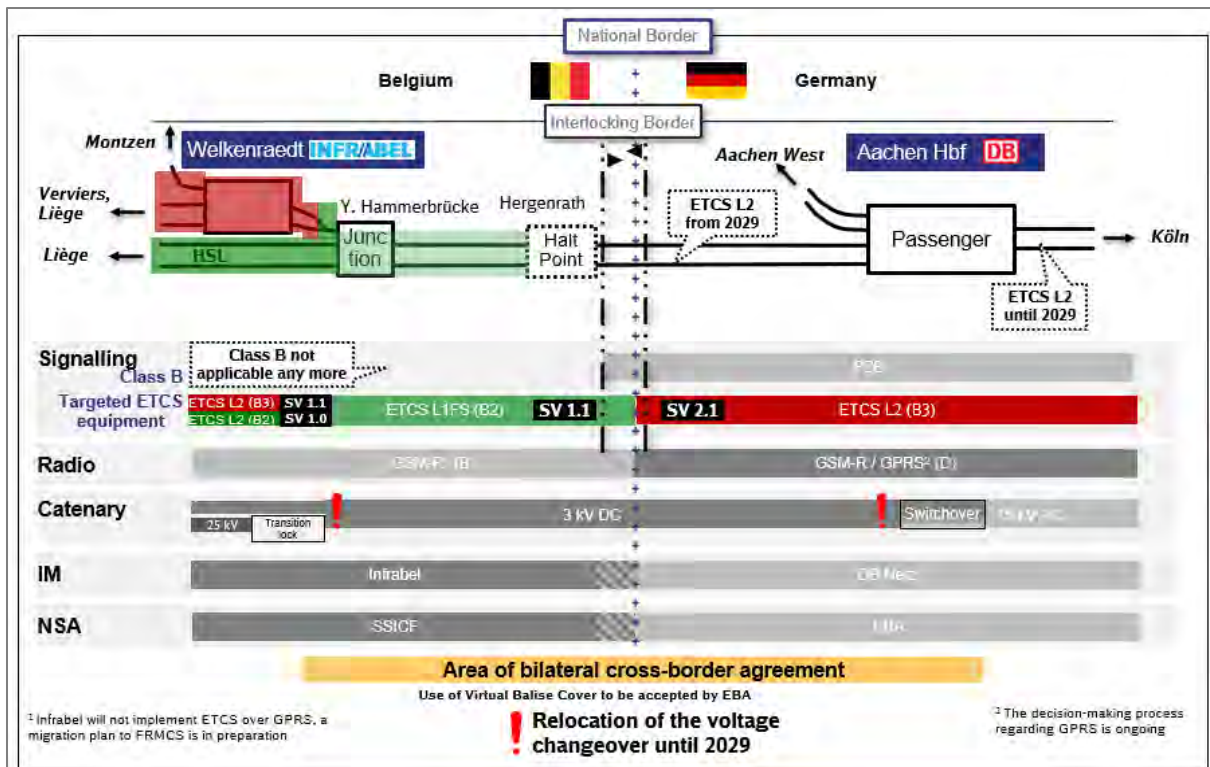 National Border
Belgium
Germany
Interlocking Border
Montzen
Welkenraedt INFRABEL
Aachen West
Aachen Hbf DB
Verviers,
Liège
Y. Hammerbrücke
Hergenrath
ETCS L2
from 2029
Junc
tion
Halt
Point
Passenger
Köln
Liège
HSL
ETCS L2
until 2029
Signalling
Class B
Class B not
applicable any more
Targeted ETCS
equipment
ETCS L2 (B3) SV 1.1
ETCS L2 (B2) SV 1.0
ETCS L1FS (B2)
SV 1.1
SV 2.1
ETCS L2 (B3)
Radio
GSM-R / GPRS² (D)
Catenary
25 kV
Transition
lock
3 kV DC
Switchover
IM
Infrabel
DB Netz
NSA
SSICF
Area of bilateral cross-border agreement
Use of Virtual Balise Cover to be accepted by EBA
¹ Infrabel will not implement ETCS over GPRS, a
migration plan to FRMCS is in preparation
! Relocation of the voltage
changeover until 2029
² The decision-making process
regarding GPRS is ongoing